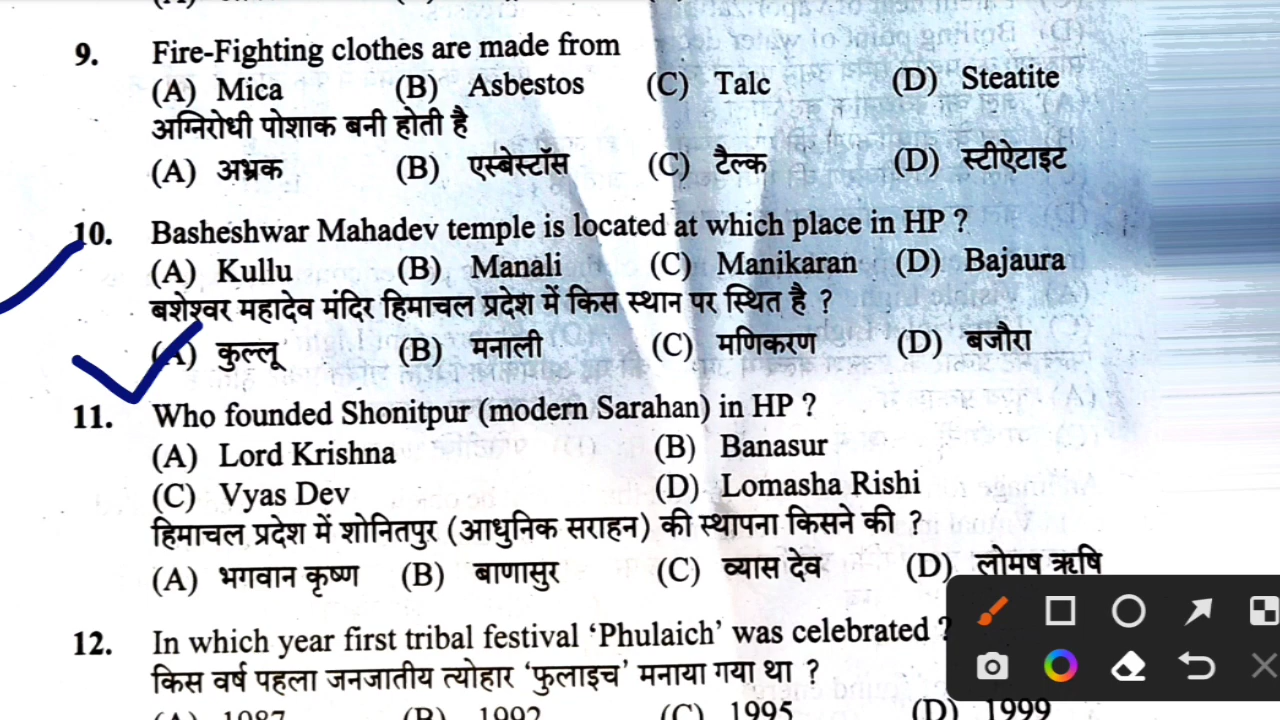 9. Fire-Fighting clothes are made from
(A) Mica (B) Asbestos (C) Talc (D) Steatite
अग्निरोधी पोशाक बनी होती है
(A) अभ्रक (B) एस्बेस्टॉस (C) टैल्क (D) स्टीऐटाइट
10. Basheshwar Mahadev temple is located at which place in HP ?
(A) Kullu (B) Manali (C) Manikaran (D) Bajaura
बशेश्वर महादेव मंदिर हिमाचल प्रदेश में किस स्थान पर स्थित है ?
(A) कुल्लू (B) मनाली (C) मणिकरण (D) बजौरा
11. Who founded Shonitpur (modern Sarahan) in HP ?
(A) Lord Krishna (B) Banasur
(C) Vyas Dev (D) Lomasha Rishi
हिमाचल प्रदेश में शोनितपुर (आधुनिक सराहन) की स्थापना किसने की ?
(A) भगवान कृष्ण (B) बाणासुर (C) व्यास देव (D) लोमष ऋषि
12. In which year first tribal festival ‘Phulaich’ was celebrated ?
किस वर्ष पहला जनजातीय त्योहार ‘फुलाइच’ मनाया गया था ?
(A) 1987 (B) 1992 (C) 1995 (D) 1999